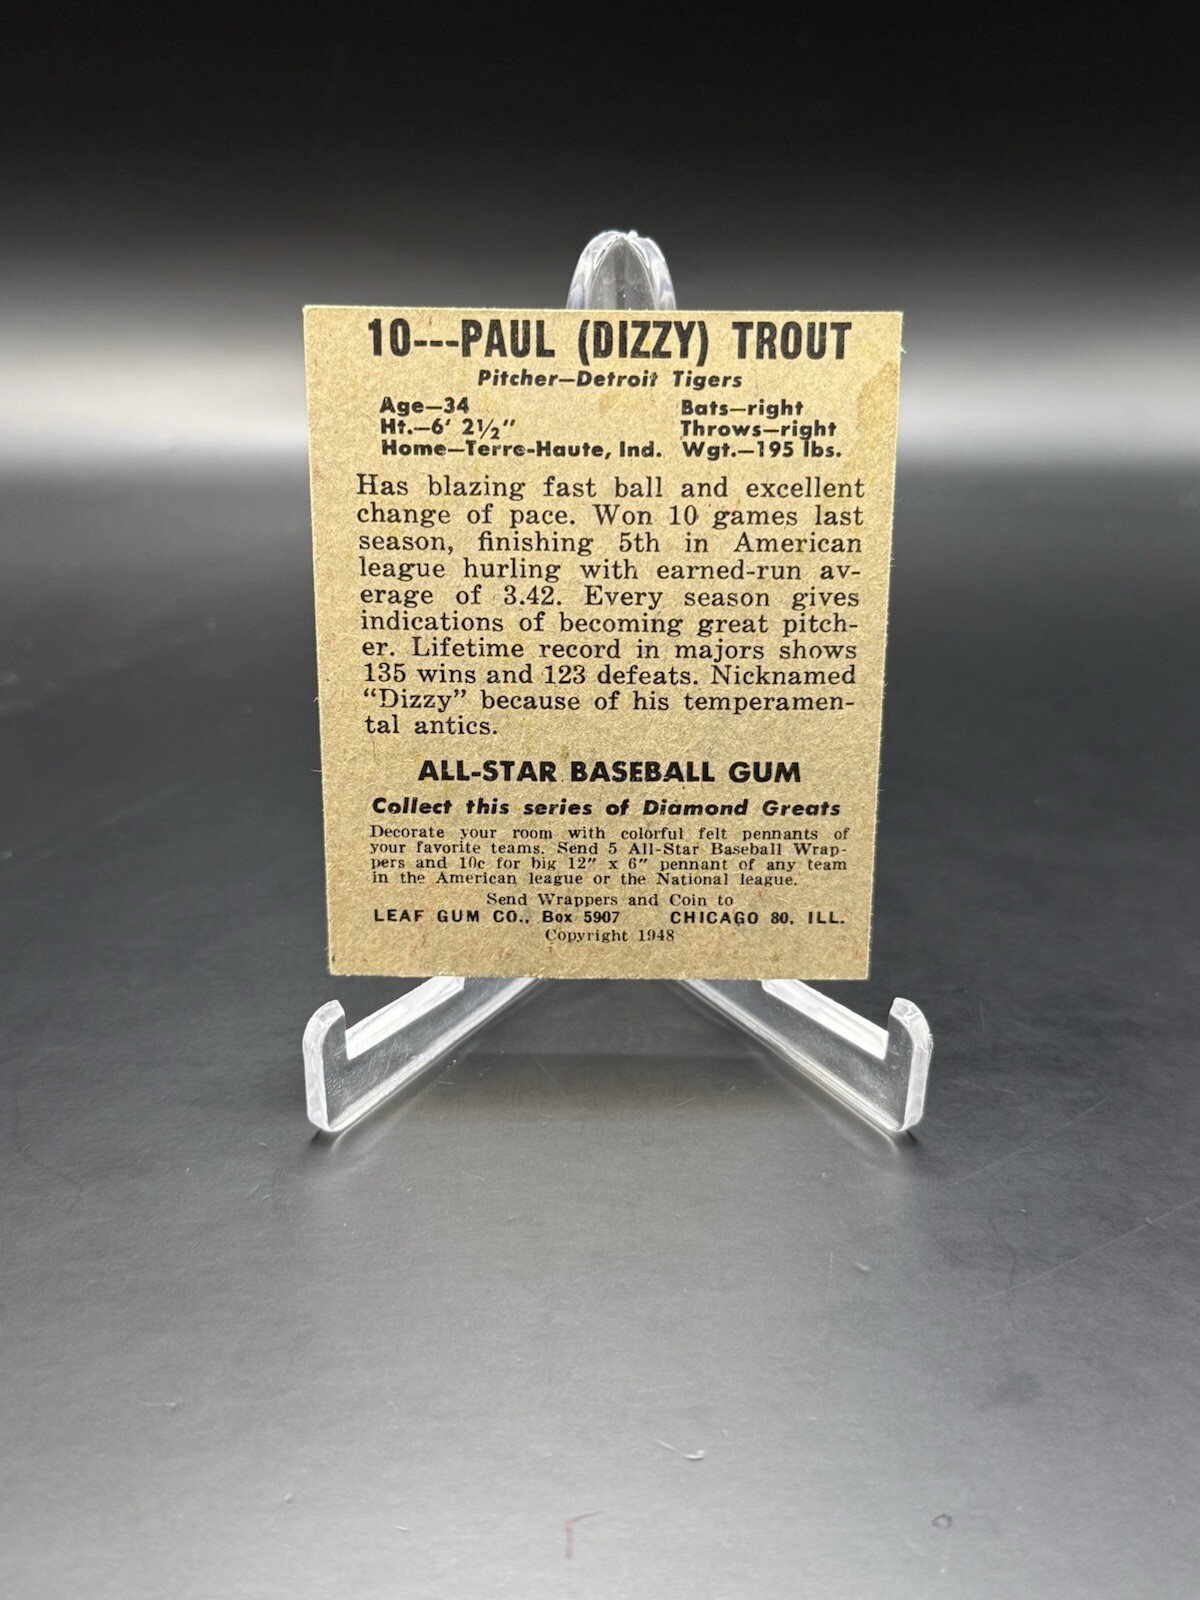 10---PAUL (DIZZY) TROUT
Pitcher—Detroit Tigers
Age—34 Bats—right
Ht.—6' 2½" Throws—right
Home—Terre-Haute, Ind. Wgt.—195 lbs.
Has blazing fast ball and excellent
change of pace. Won 10 games last
season, finishing 5th in American
league hurling with earned-run av-
erage of 3.42. Every season gives
indications of becoming great pitch-
er. Lifetime record in majors shows
135 wins and 123 defeats. Nicknamed
"Dizzy" because of his temperamen-
tal antics.
ALL-STAR BASEBALL GUM
Collect this series of Diamond Greats
Decorate your room with colorful felt pennants of
your favorite teams. Send 5 All-Star Baseball Wrap-
pers and 10c for big 12" x 6" pennant of any team
in the American league or the National league.
Send Wrappers and Coin to
LEAF GUM CO., Box 5907 CHICAGO 80, ILL.
Copyright 1948